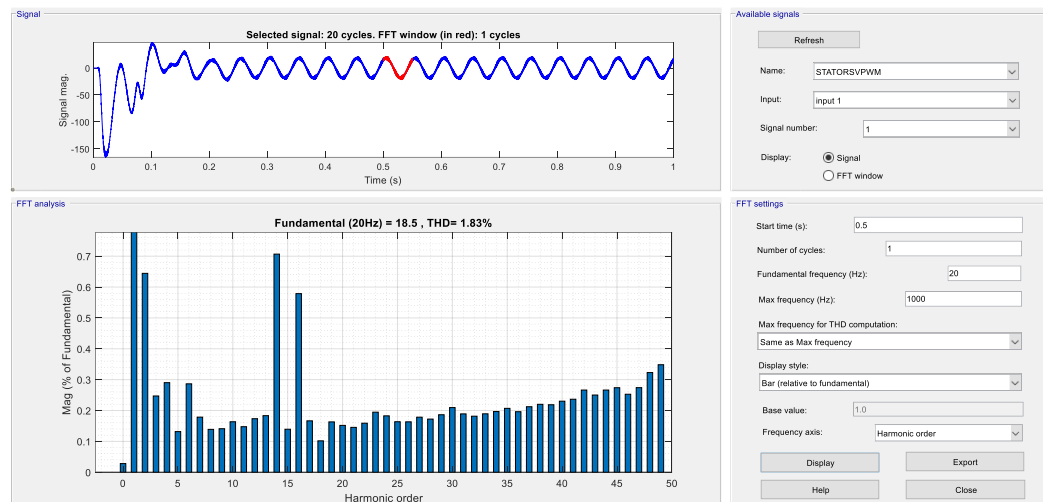 Signal
Selected signal: 20 cycles. FFT window (in red): 1 cycles
0
-50
-100
-150
Signal mag.
0 0.1 0.2 0.3 0.4 0.5 0.6 0.7 0.8 0.9 1
Time (s)
Available signals
Refresh
Name: STATORSVPWM
Input: input 1
Signal number: 1
Display: Signal
FFT window
FFT analysis
Fundamental (20Hz) = 18.5 , THD= 1.83%
0.7
0.6
0.5
0.4
0.3
0.2
0.1
0
Mag (% of Fundamental)
0 5 10 15 20 25 30 35 40 45 50
Harmonic order
FFT settings
Start time (s): 0.5
Number of cycles: 1
Fundamental frequency (Hz): 20
Max frequency (Hz): 1000
Max frequency for THD computation:
Same as Max frequency
Display style:
Bar (relative to fundamental)
Base value: 1.0
Frequency axis: Harmonic order
Display Export
Help Close